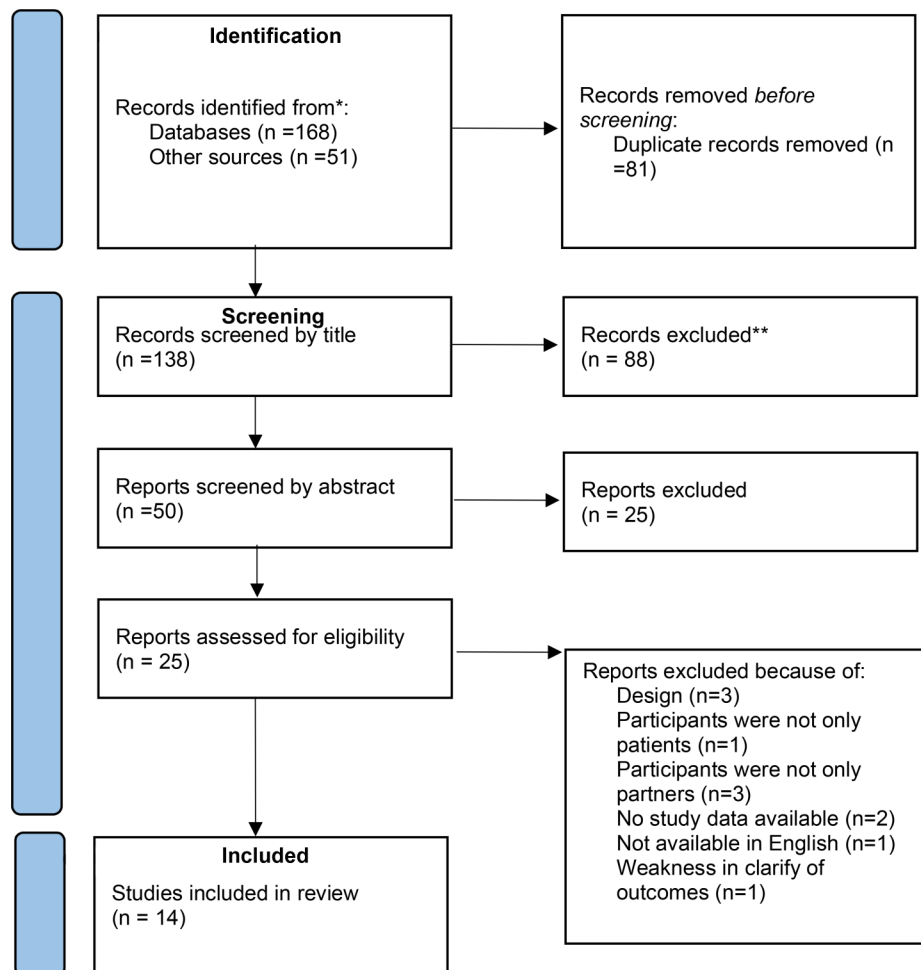 Identification
Records identified from*:
Databases (n =168)
Other sources (n =51)
Records removed before
screening:
Duplicate records removed (n
=81)
Screening
Records screened by title
(n =138)
Records excluded**
(n = 88)
Reports screened by abstract
(n =50)
Reports excluded
(n = 25)
Reports assessed for eligibility
(n = 25)
Reports excluded because of:
Design (n=3)
Participants were not only
patients (n=1)
Participants were not only
partners (n=3)
No study data available (n=2)
Not available in English (n=1)
Weakness in clarify of
outcomes (n=1)
Included
Studies included in review
(n = 14)